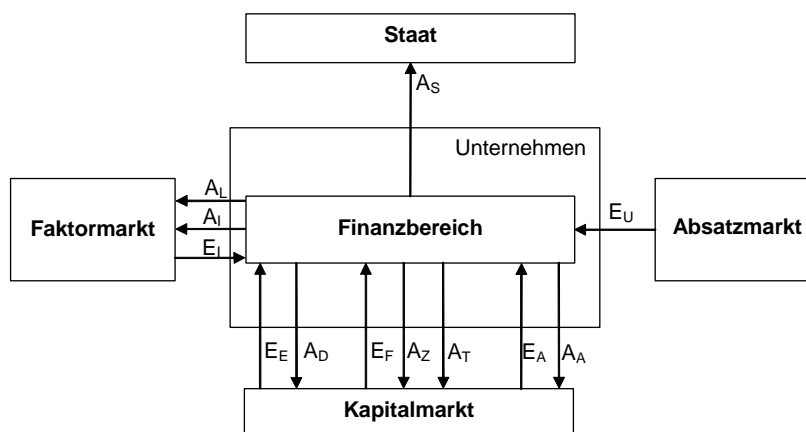 Staat
A_S
Unternehmen
A_L
A_I
E_I
Faktormarkt
Finanzbereich
E_U
Absatzmarkt
E_E A_D E_F A_Z A_T E_A A_A
Kapitalmarkt